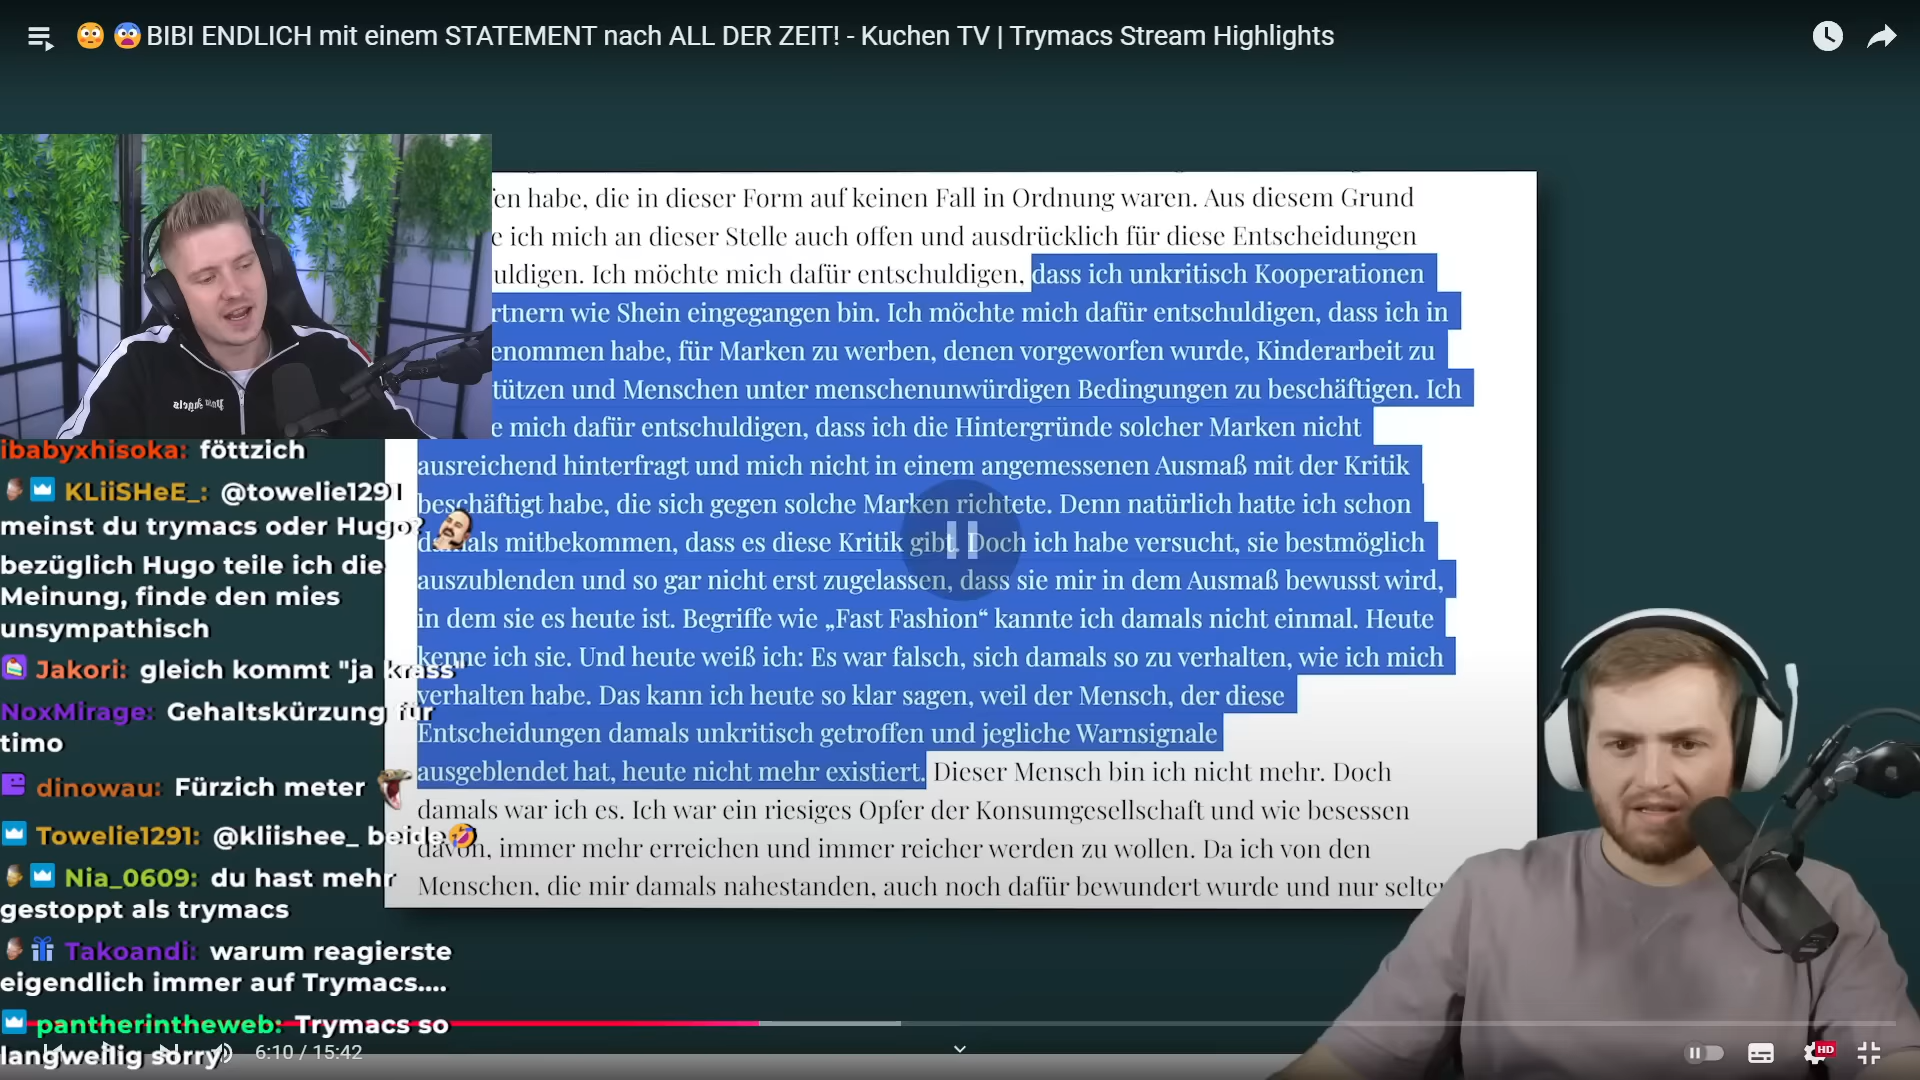 BIBI ENDLICH mit einem STATEMENT nach ALL DER ZEIT! - Kuchen TV | Trymacs Stream Highlights
en habe, die in dieser Form auf keinen Fall in Ordnung waren. Aus diesem Grund
e ich mich an dieser Stelle auch offen und ausdrücklich für diese Entscheidungen
uldigen. Ich möchte mich dafür entschuldigen, dass ich unkritisch Kooperationen
rtnern wie Shein eingegangen bin. Ich möchte mich dafür entschuldigen, dass ich in
enommen habe, für Marken zu werben, denen vorgeworfen wurde, Kinderarbeit zu
tützen und Menschen unter menschenunwürdigen Bedingungen zu beschäftigen. Ich
e mich dafür entschuldigen, dass ich die Hintergründe solcher Marken nicht
ausreichend hinterfragt und mich nicht in einem angemessenen Ausmaß mit der Kritik
beschäftigt habe, die sich gegen solche Marken richtete. Denn natürlich hatte ich schon
damals mitbekommen, dass es diese Kritik gibt. Doch ich habe versucht, sie bestmöglich
auszublenden und so gar nicht erst zugelassen, dass sie mir in dem Ausmaß bewusst wird,
in dem sie es heute ist. Begriffe wie „Fast Fashion“ kannte ich damals nicht einmal. Heute
kenne ich sie. Und heute weiß ich: Es war falsch, sich damals so zu verhalten, wie ich mich
verhalten habe. Das kann ich heute so klar sagen, weil der Mensch, der diese
Entscheidungen damals unkritisch getroffen und jegliche Warnsignale
ausgeblendet hat, heute nicht mehr existiert. Dieser Mensch bin ich nicht mehr. Doch
damals war ich es. Ich war ein riesiges Opfer der Konsumgesellschaft und wie besessen
davon, immer mehr erreichen und immer reicher werden zu wollen. Da ich von den
Menschen, die mir damals nahestanden, auch noch dafür bewundert wurde und nur selten
ibabyxhisoka: föttzich
KLiiSHeE_: @towelie1291
meinst du trymacs oder Hugo?
bezüglich Hugo teile ich die
Meinung, finde den mies
unsympathisch
Jakori: gleich kommt "ja krass"
NoxMirage: Gehaltskürzung für
timo
dinowau: Fürzich meter
Towelie1291: @kliishee_ beide
Nia_0609: du hast mehr
gestoppt als trymacs
Takoandi: warum reagierste
eigendlich immer auf Trymacs....
pantherintheweb: Trymacs so
langweilig sorry
6:10 / 15:42
HD